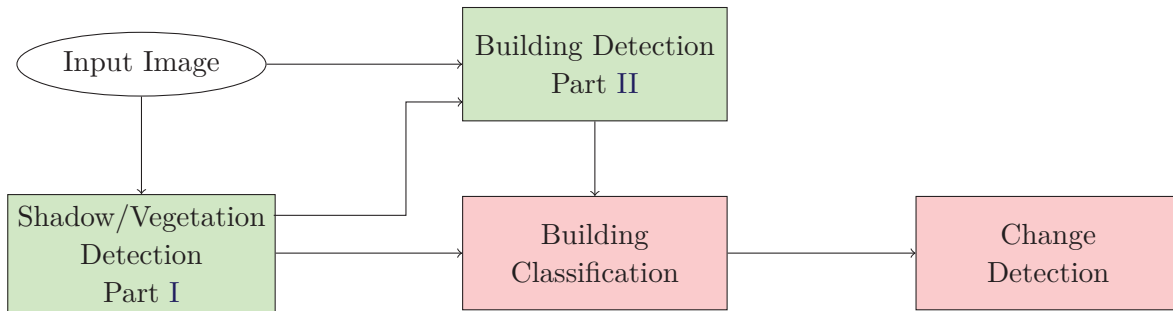 Input Image
Building Detection
Part II
Shadow/Vegetation
Detection
Part I
Building
Classification
Change
Detection